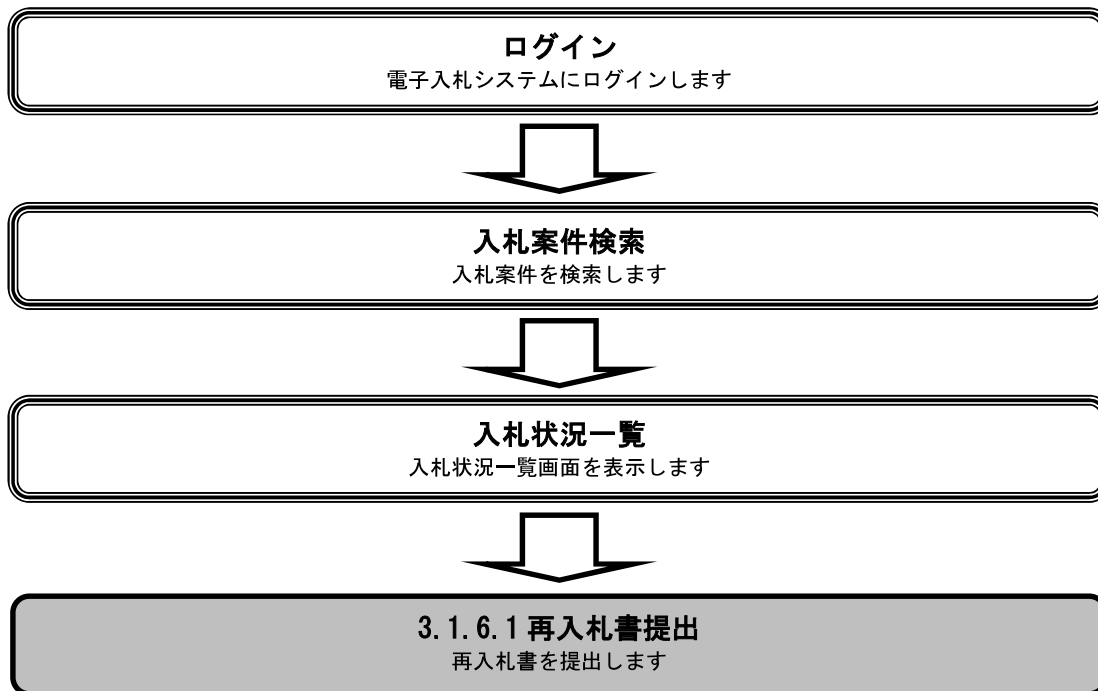 ログイン
電子入札システムにログインします
入札案件検索
入札案件を検索します
入札状況一覧
入札状況一覧画面を表示します
3.1.6.1 再入札書提出
再入札書を提出します